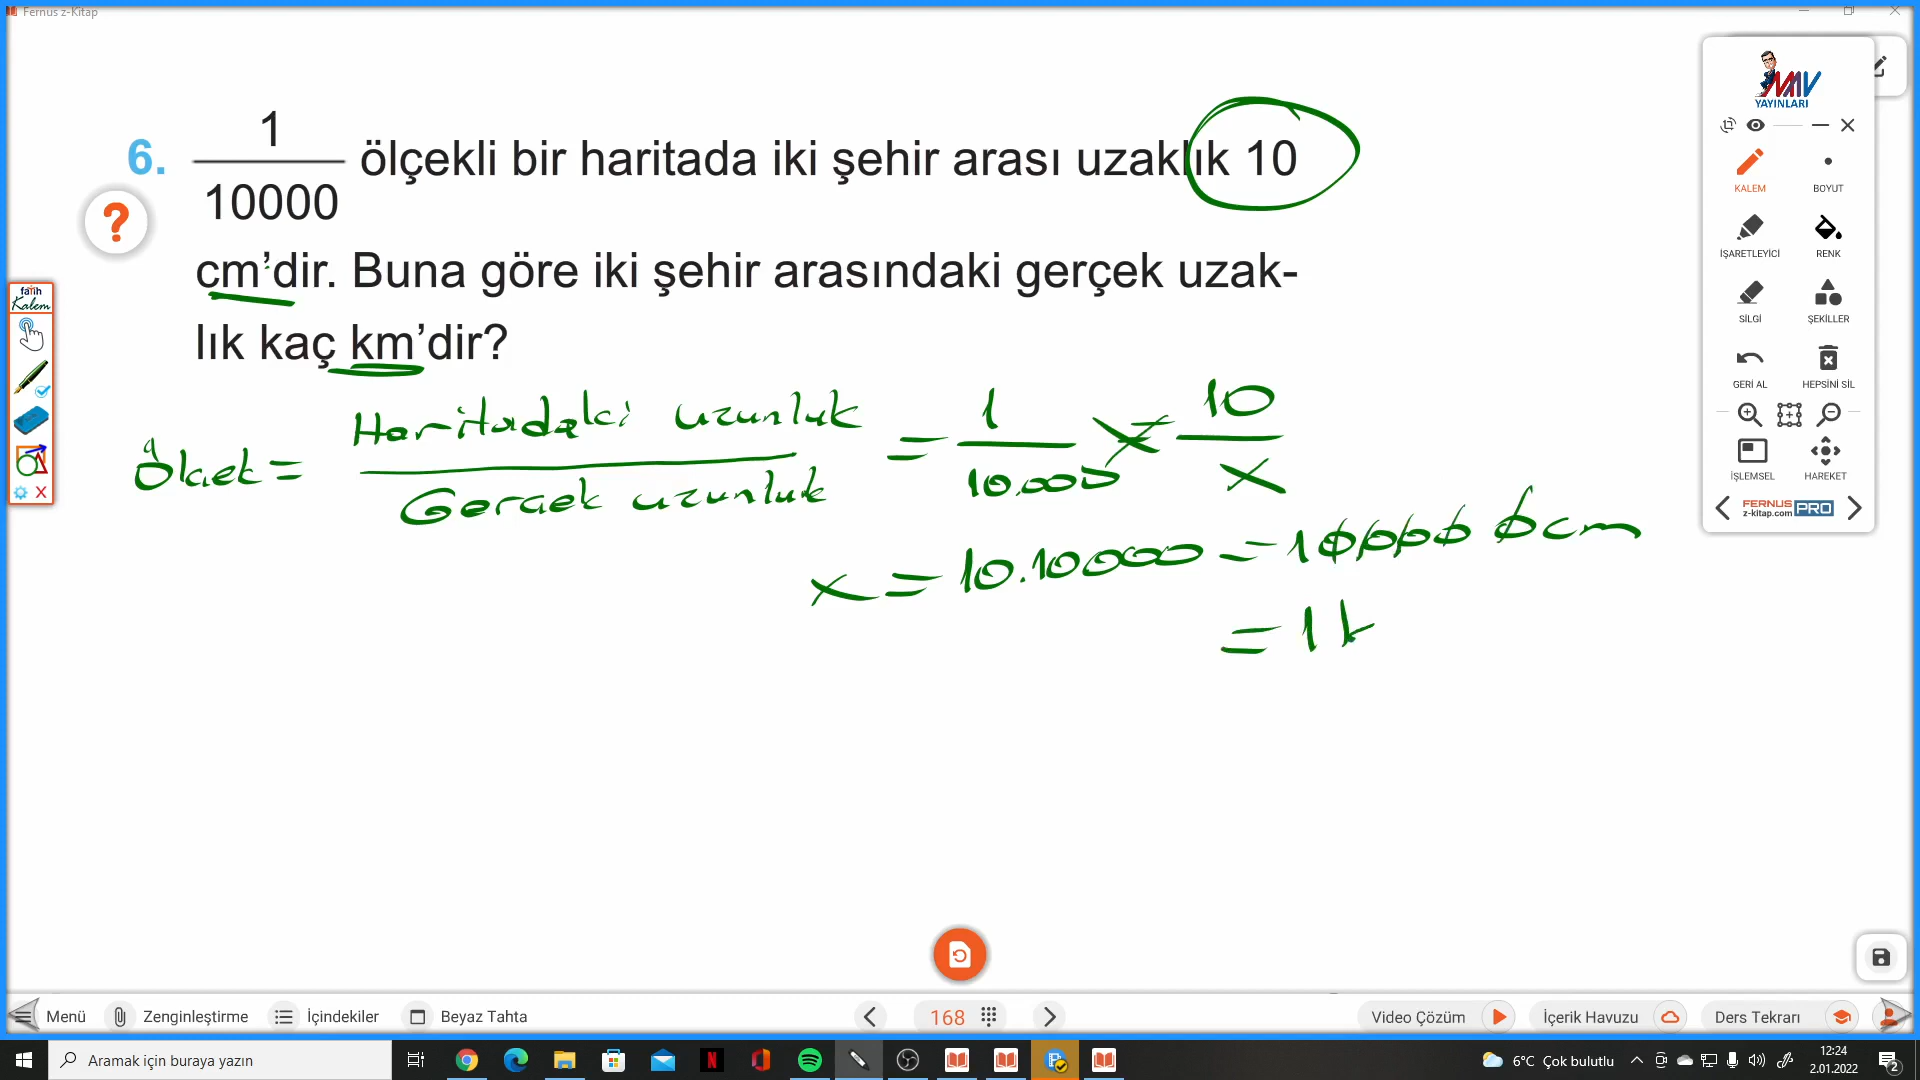 Fernus z-Kitap
6. 1/10000 ölçekli bir haritada iki şehir arası uzaklık 10
cm'dir. Buna göre iki şehir arasındaki gerçek uzak-
lık kaç km'dir?
Ölçek = Haritadaki uzunluk / Gerçek uzunluk = 1/10.000 = 10/x
x = 10.10000 = 100000 cm
= 1 k
fatih
Kalem
MAV
YAYINLARI
KALEM BOYUT
İŞARETLEYİCİ RENK
SİLGİ ŞEKİLLER
GERİ AL HEPSİNİ SİL
İŞLEMSEL HAREKET
FERNUS
z-kitap.com PRO
Menü Zenginleştirme İçindekiler Beyaz Tahta 168 Video Çözüm İçerik Havuzu Ders Tekrarı
Aramak için buraya yazın 6°C Çok bulutlu 12:24
2.01.2022 2